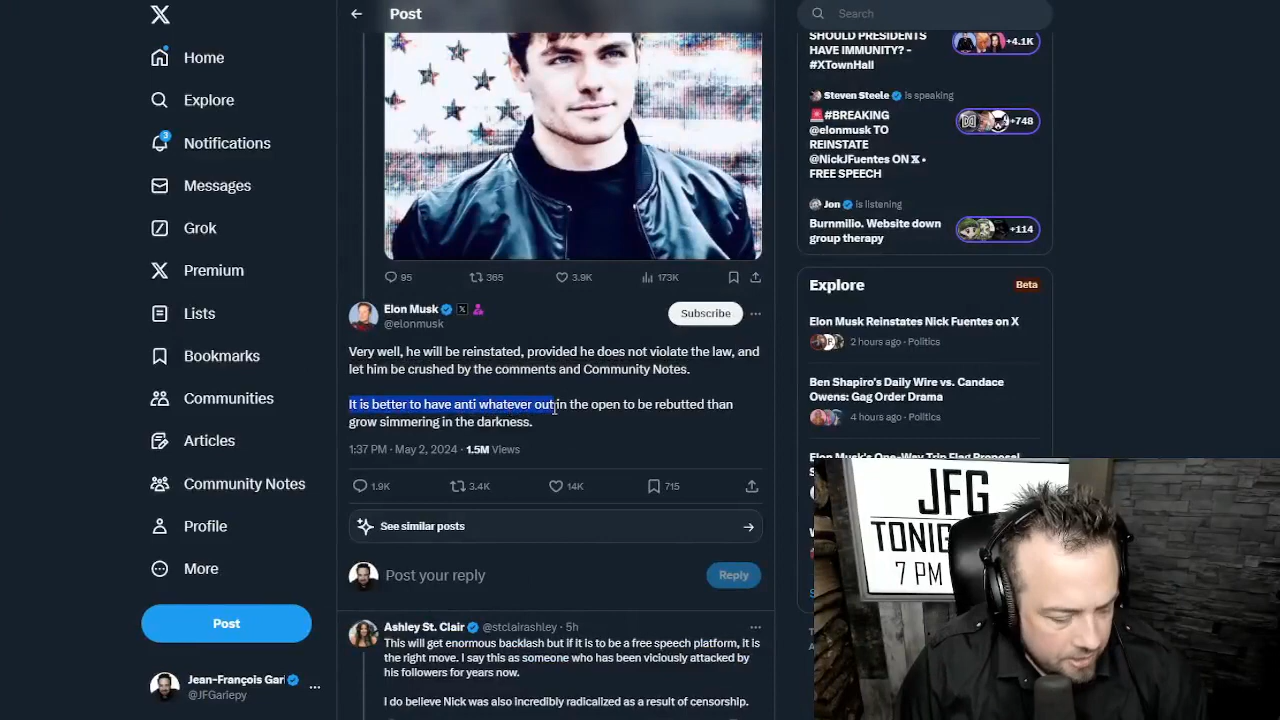 Post
Search
Home
Explore
3
Notifications
Messages
Grok
Premium
Lists
Bookmarks
Communities
Articles
Community Notes
Profile
More
Post
Jean-François Gari
@JFGariepy
95
365
3.9K
173K
Elon Musk
@elonmusk
Subscribe
Very well, he will be reinstated, provided he does not violate the law, and
let him be crushed by the comments and Community Notes.
It is better to have anti whatever out in the open to be rebutted than
grow simmering in the darkness.
1:37 PM · May 2, 2024 · 1.5M Views
1.9K
3.4K
14K
715
See similar posts
Post your reply
Reply
Ashley St. Clair @stclairashley · 5h
This will get enormous backlash but if it is to be a free speech platform, it is
the right move. I say this as someone who has been viciously attacked by
his followers for years now.
I do believe Nick was also incredibly radicalized as a result of censorship.
SHOULD PRESIDENTS
HAVE IMMUNITY? -
#XTownHall
+4.1K
Steven Steele is speaking
🚨#BREAKING
@elonmusk TO
REINSTATE
@NickJFuentes ON 𝕏 •
FREE SPEECH
+748
Jon is listening
Burnmilio. Website down
group therapy
+114
Explore
Beta
Elon Musk Reinstates Nick Fuentes on X
2 hours ago · Politics
Ben Shapiro's Daily Wire vs. Candace
Owens: Gag Order Drama
4 hours ago · Politics
Elon Musk's One-Way Trip Flag Proposal
JFG
7 PM